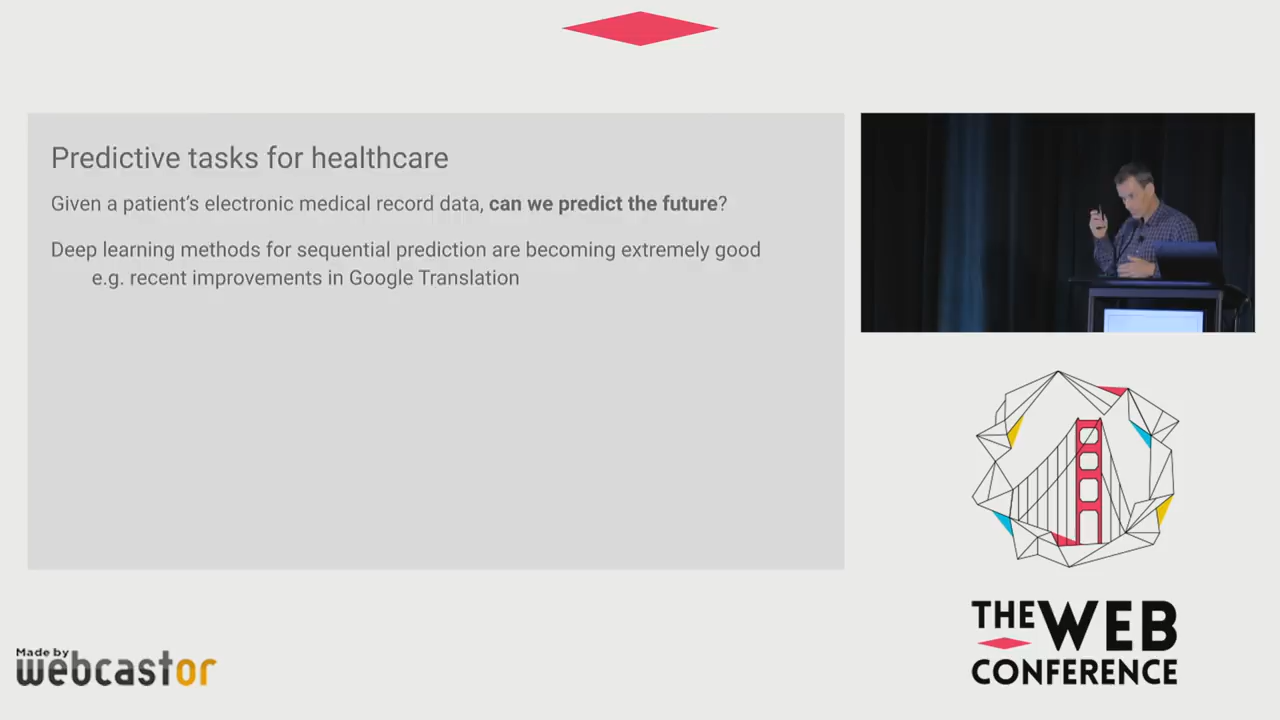 Predictive tasks for healthcare
Given a patient's electronic medical record data, can we predict the future?
Deep learning methods for sequential prediction are becoming extremely good
e.g. recent improvements in Google Translation
THE WEB
CONFERENCE
Made by
webcastor